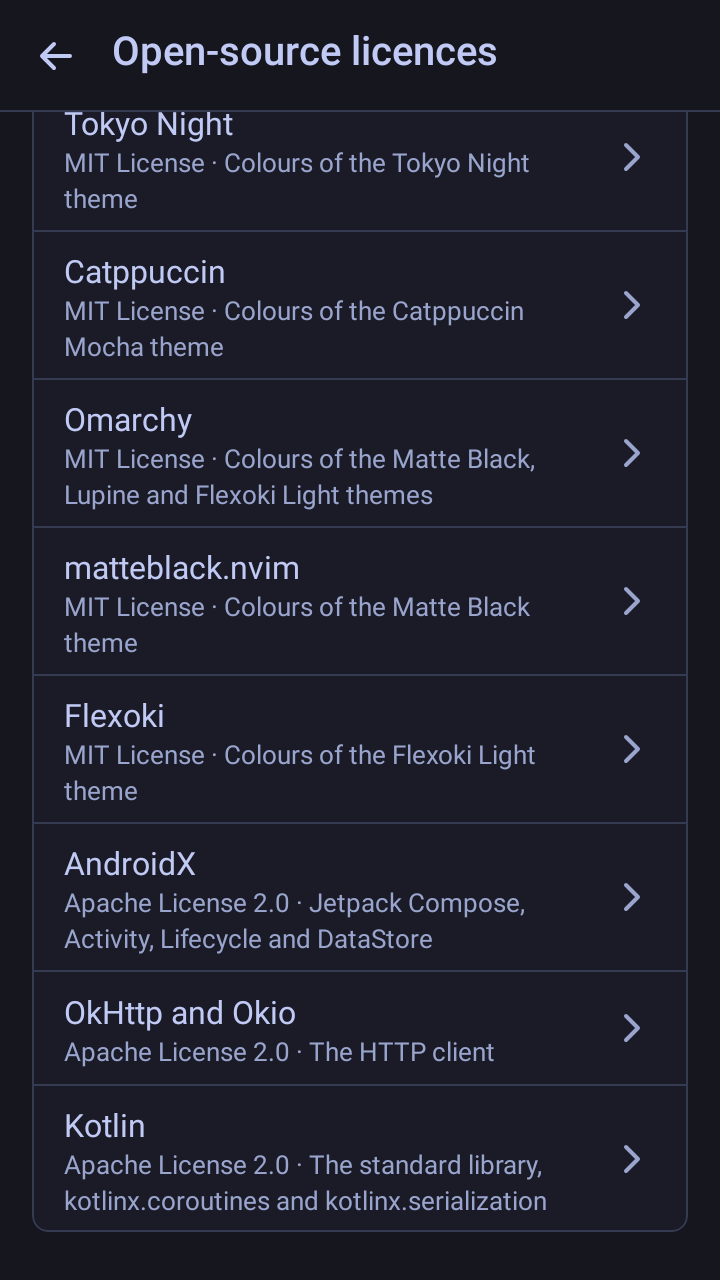 Open-source licences
Tokyo Night
MIT License · Colours of the Tokyo Night
theme
Catppuccin
MIT License · Colours of the Catppuccin
Mocha theme
Omarchy
MIT License · Colours of the Matte Black,
Lupine and Flexoki Light themes
matteblack.nvim
MIT License · Colours of the Matte Black
theme
Flexoki
MIT License · Colours of the Flexoki Light
theme
AndroidX
Apache License 2.0 · Jetpack Compose,
Activity, Lifecycle and DataStore
OkHttp and Okio
Apache License 2.0 · The HTTP client
Kotlin
Apache License 2.0 · The standard library,
kotlinx.coroutines and kotlinx.serialization